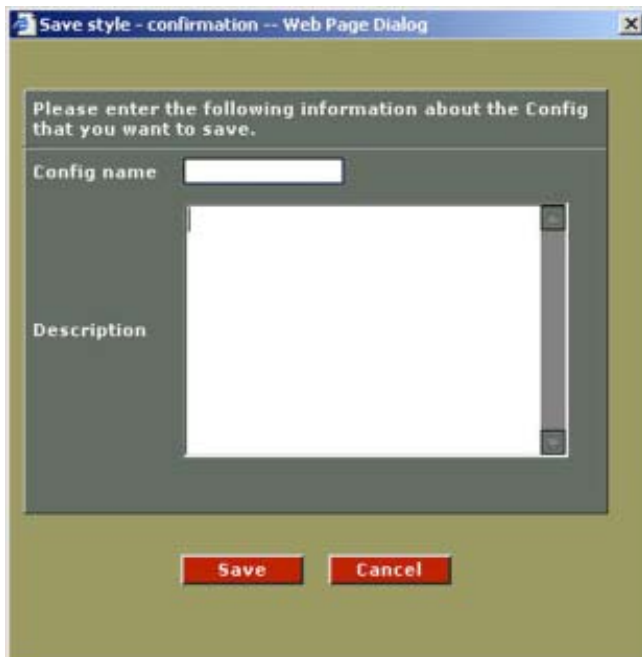 Save style - confirmation -- Web Page Dialog
Please enter the following information about the Config
that you want to save.
Config name
Description
Save
Cancel